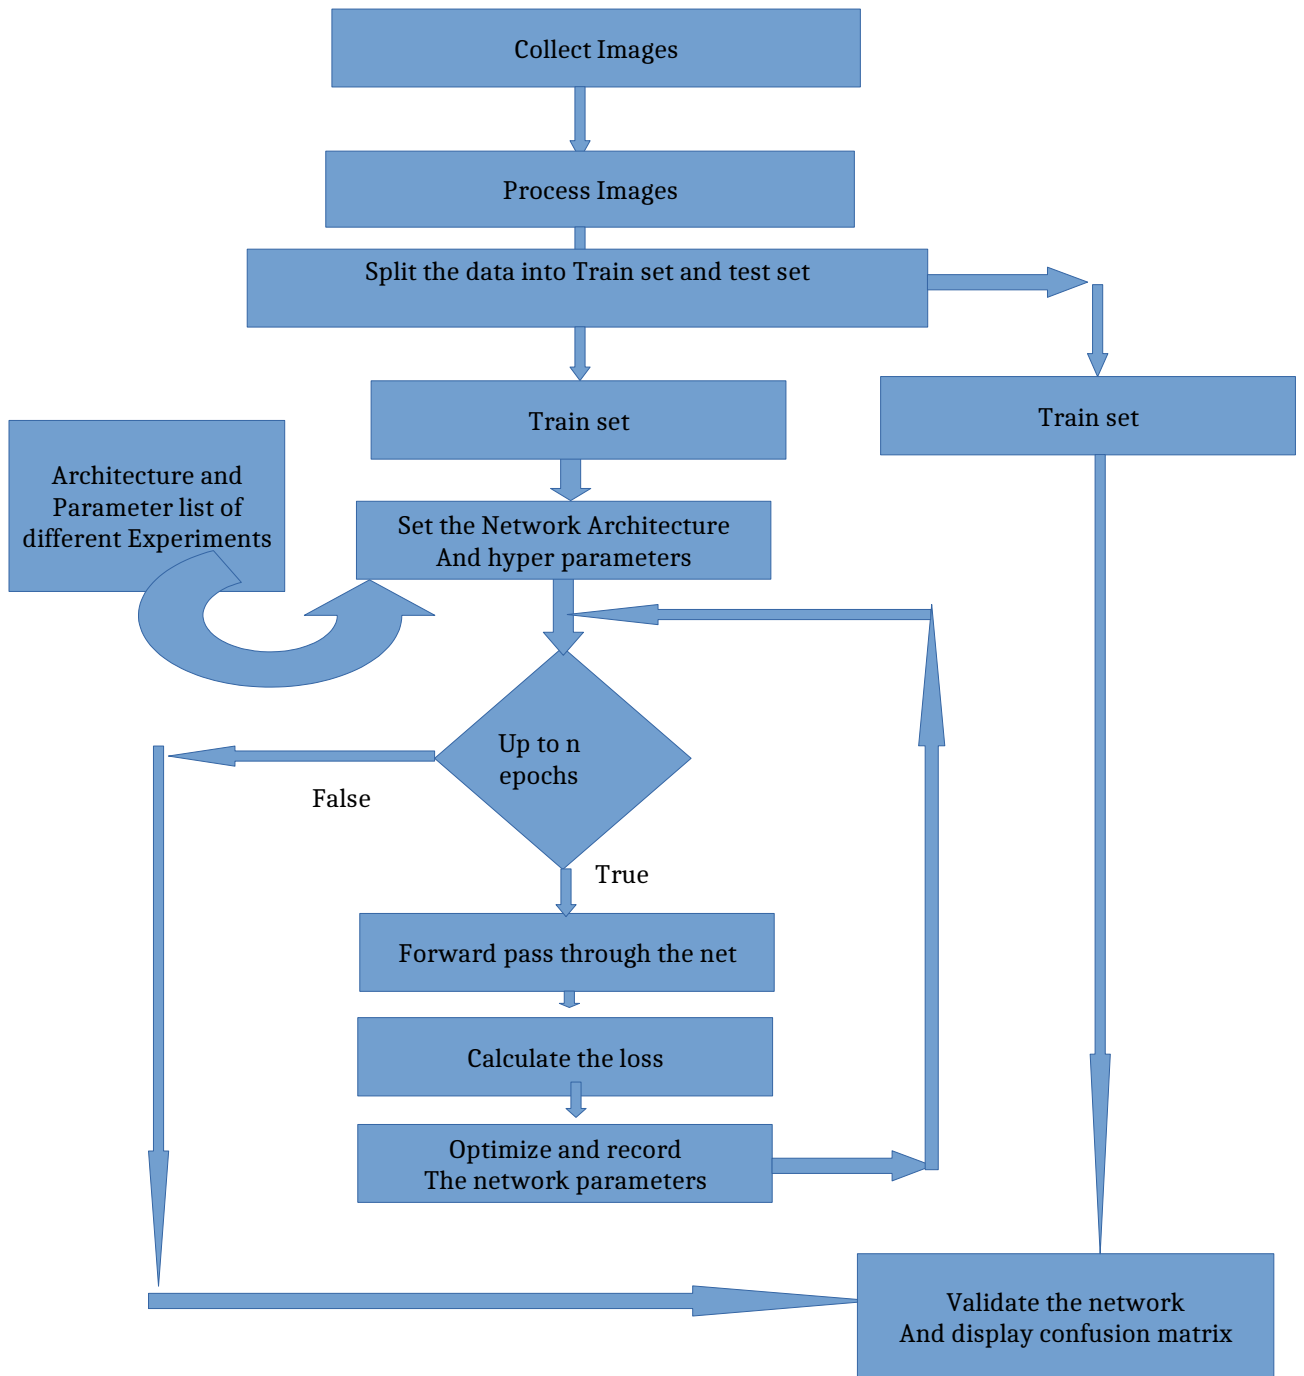 Collect Images
Process Images
Split the data into Train set and test set
Train set
Train set
Architecture and
Parameter list of
different Experiments
Set the Network Architecture
And hyper parameters
Up to n
epochs
False
True
Forward pass through the net
Calculate the loss
Optimize and record
The network parameters
Validate the network
And display confusion matrix